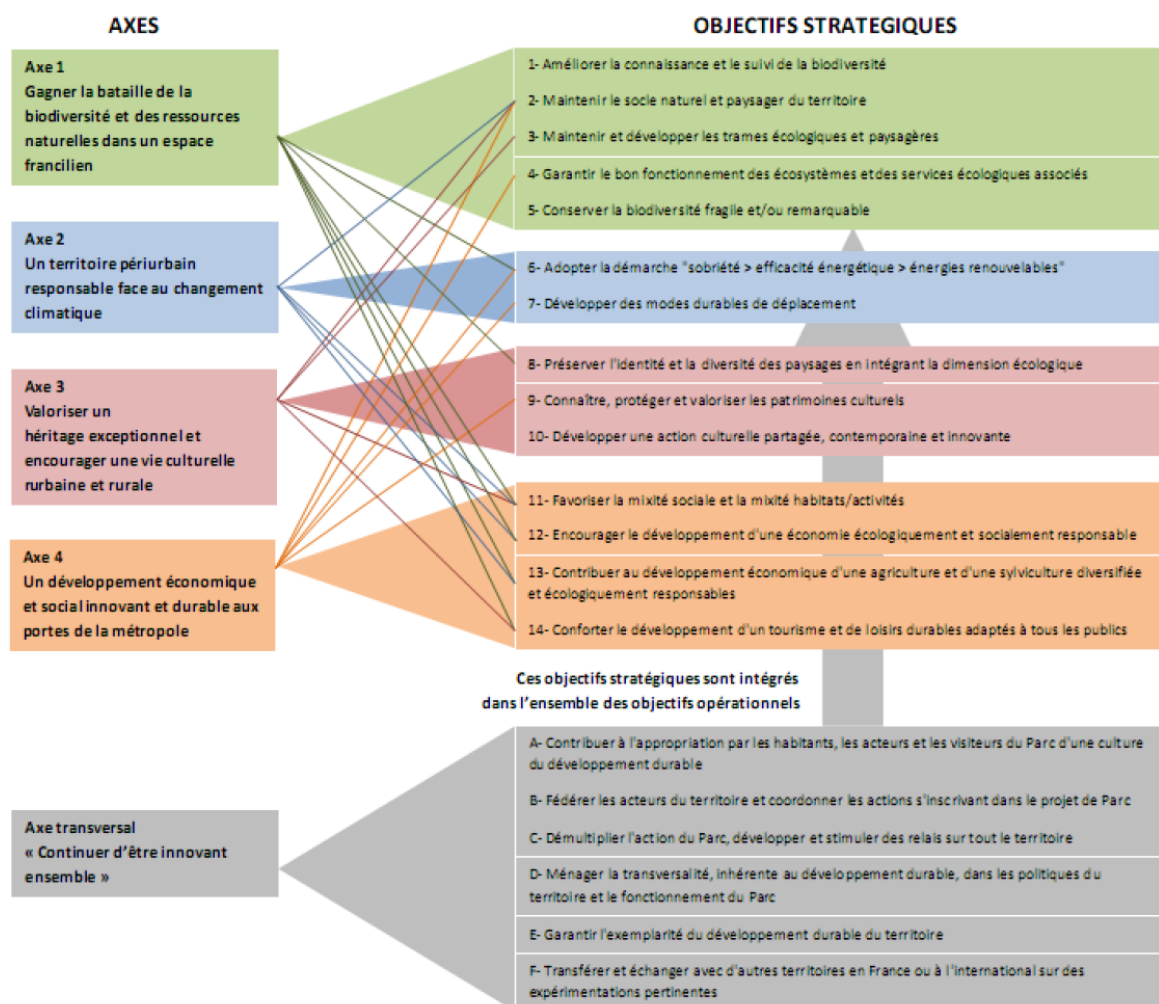 AXES
OBJECTIFS STRATEGIQUES
Axe 1
Gagner la bataille de la
biodiversité et des ressources
naturelles dans un espace
francilien
1- Améliorer la connaissance et le suivi de la biodiversité
2- Maintenir le socle naturel et paysager du territoire
3- Maintenir et développer les trames écologiques et paysagères
4- Garantir le bon fonctionnement des écosystèmes et des services écologiques associés
5- Conserver la biodiversité fragile et/ou remarquable
Axe 2
Un territoire périurbain
responsable face au changement
climatique
6- Adopter la démarche "sobriété > efficacité énergétique > énergies renouvelables"
7- Développer des modes durables de déplacement
Axe 3
Valoriser un
héritage exceptionnel et
encourager une vie culturelle
rurbaine et rurale
8- Préserver l'identité et la diversité des paysages en intégrant la dimension écologique
9- Connaître, protéger et valoriser les patrimoines culturels
10- Développer une action culturelle partagée, contemporaine et innovante
Axe 4
Un développement économique
et social innovant et durable aux
portes de la métropole
11- Favoriser la mixité sociale et la mixité habitats/activités
12- Encourager le développement d'une économie écologiquement et socialement responsable
13- Contribuer au développement économique d'une agriculture et d'une sylviculture diversifiée
et écologiquement responsables
14- Conforter le développement d'un tourisme et de loisirs durables adaptés à tous les publics
Ces objectifs stratégiques sont intégrés
dans l'ensemble des objectifs opérationnels
Axe transversal
« Continuer d'être innovant
ensemble »
A- Contribuer à l'appropriation par les habitants, les acteurs et les visiteurs du Parc d'une culture
du développement durable
B- Fédérer les acteurs du territoire et coordonner les actions s'inscrivant dans le projet de Parc
C- Démultiplier l'action du Parc, développer et stimuler des relais sur tout le territoire
D- Ménager la transversalité, inhérente au développement durable, dans les politiques du
territoire et le fonctionnement du Parc
E- Garantir l'exemplarité du développement durable du territoire
F- Transférer et échanger avec d'autres territoires en France ou à l'international sur des
expérimentations pertinentes